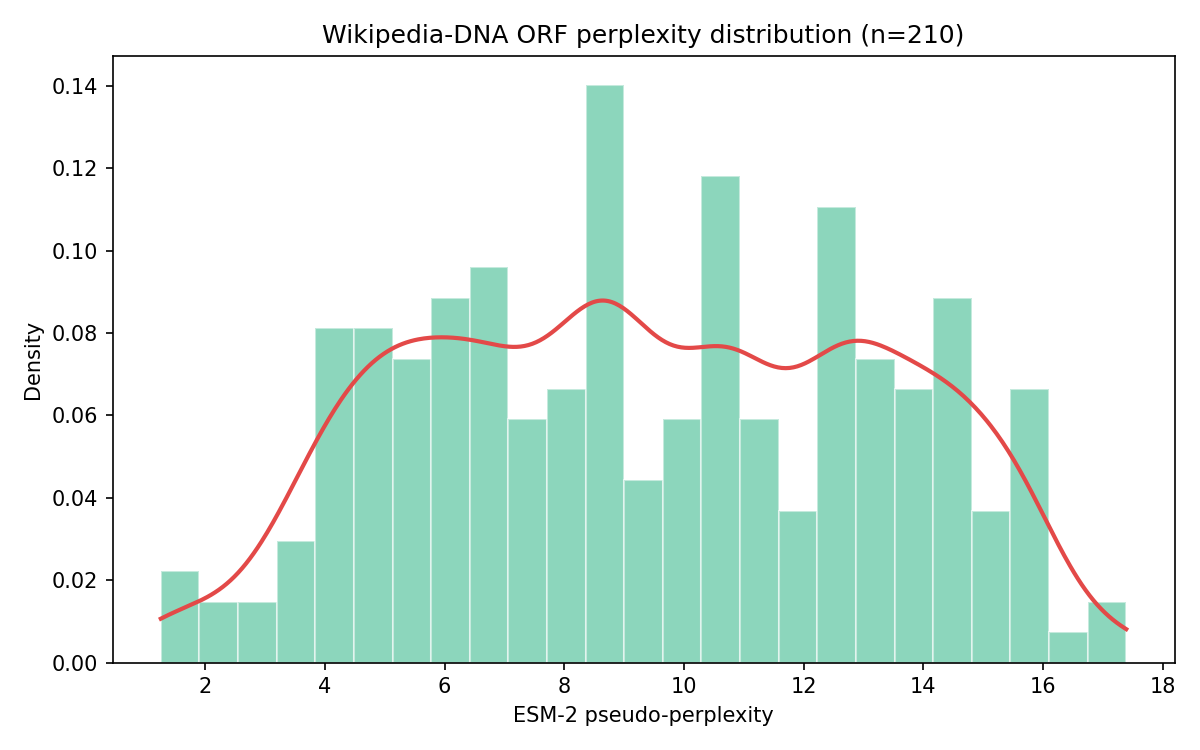 Wikipedia-DNA ORF perplexity distribution (n=210)
Density
0.14
0.12
0.10
0.08
0.06
0.04
0.02
0.00
2 4 6 8 10 12 14 16 18
ESM-2 pseudo-perplexity